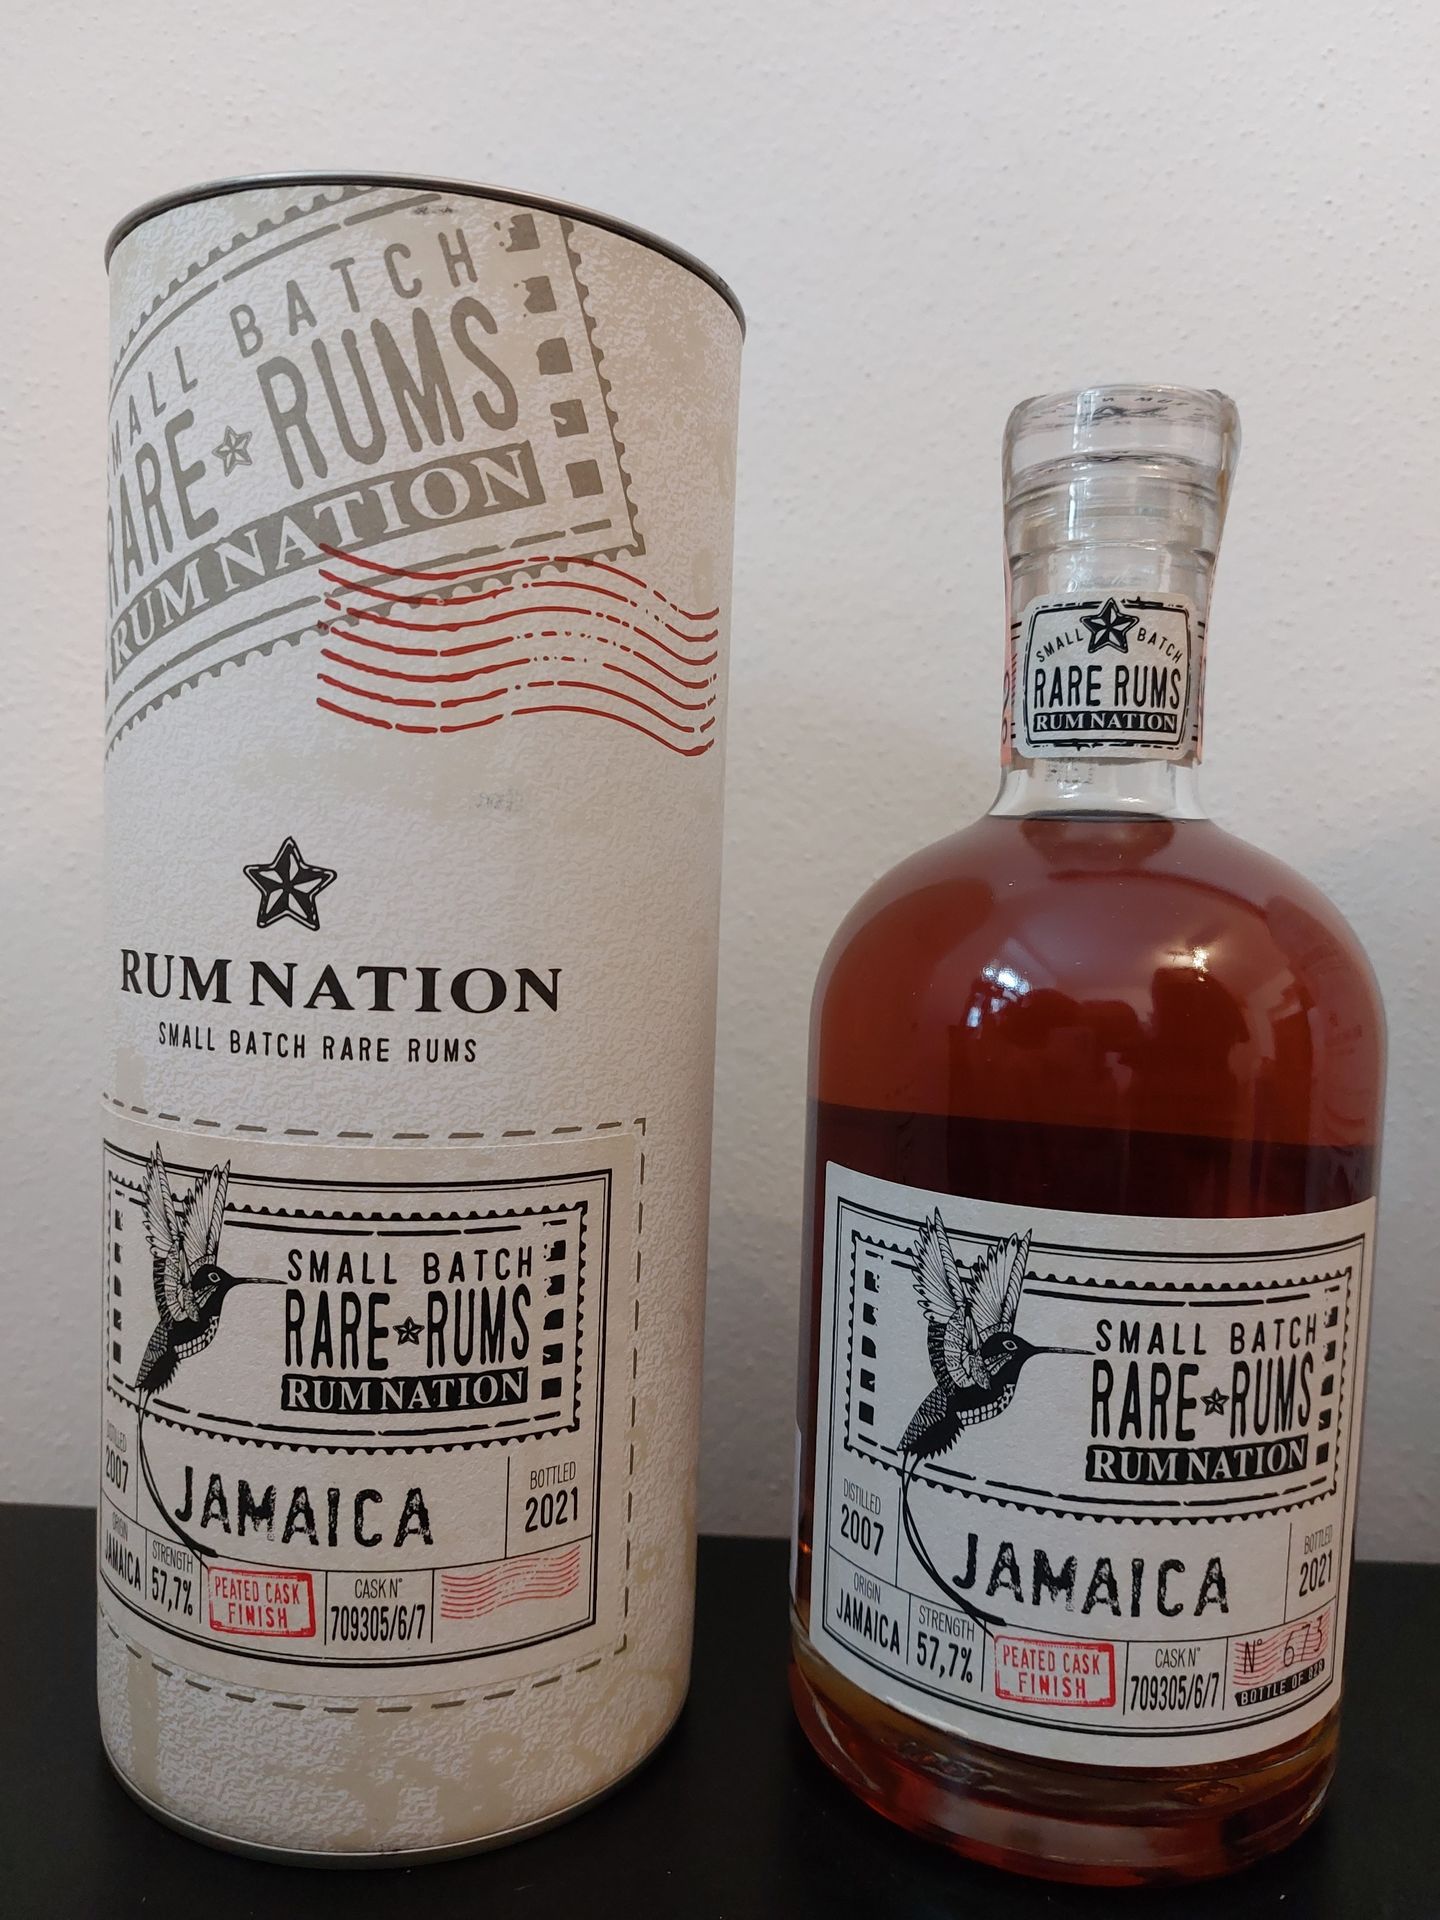 SMALL BATCH
RARE RUMS
RUM NATION
RUM NATION
SMALL BATCH RARE RUMS
SMALL BATCH
RARE RUMS
RUM NATION
DISTILLED
2007
JAMAICA
BOTTLED
2021
ORIGIN
JAMAICA
STRENGTH
57,7%
PEATED CASK
FINISH
CASK N°
709305/6/7
SMALL BATCH
RARE RUMS
RUM NATION
SMALL BATCH
RARE RUMS
RUM NATION
DISTILLED
2007
JAMAICA
BOTTLED
2021
ORIGIN
JAMAICA
STRENGTH
57,7%
PEATED CASK
FINISH
CASK N°
709305/6/7
N° 673
BOTTLE OF 828